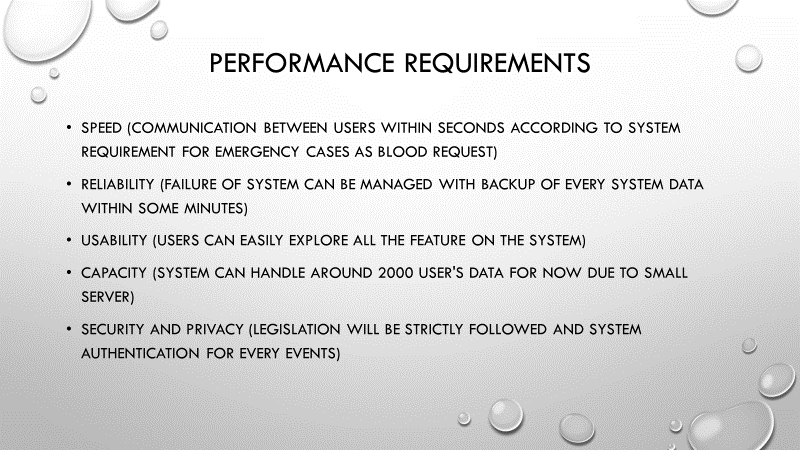 PERFORMANCE REQUIREMENTS
• SPEED (COMMUNICATION BETWEEN USERS WITHIN SECONDS ACCORDING TO SYSTEM
REQUIREMENT FOR EMERGENCY CASES AS BLOOD REQUEST)
• RELIABILITY (FAILURE OF SYSTEM CAN BE MANAGED WITH BACKUP OF EVERY SYSTEM DATA
WITHIN SOME MINUTES)
• USABILITY (USERS CAN EASILY EXPLORE ALL THE FEATURE ON THE SYSTEM)
• CAPACITY (SYSTEM CAN HANDLE AROUND 2000 USER'S DATA FOR NOW DUE TO SMALL
SERVER)
• SECURITY AND PRIVACY (LEGISLATION WILL BE STRICTLY FOLLOWED AND SYSTEM
AUTHENTICATION FOR EVERY EVENTS)